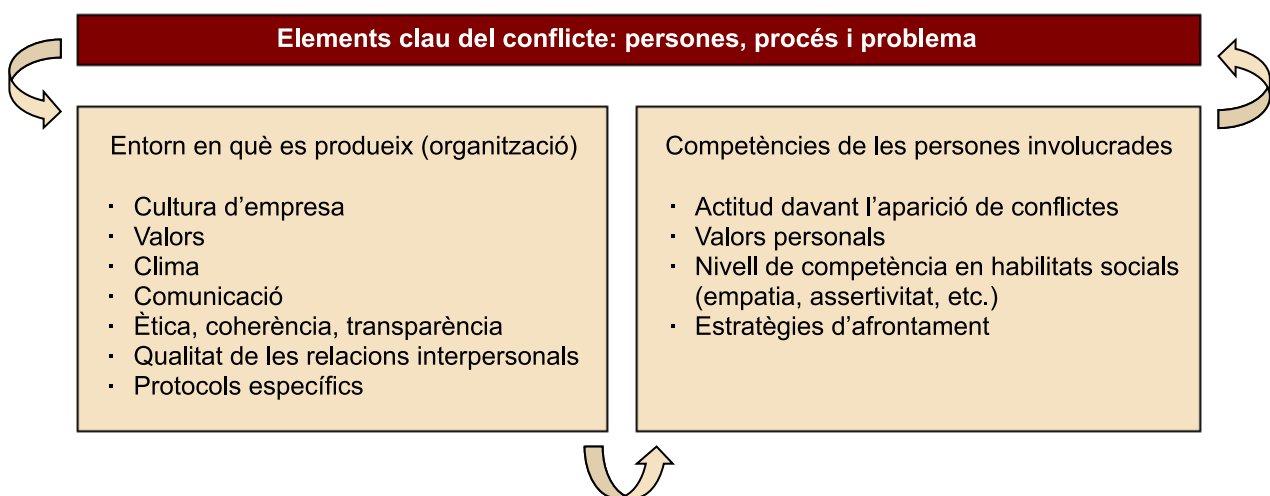 Elements clau del conflicte: persones, procés i problema
Entorn en què es produeix (organització)
· Cultura d’empresa
· Valors
· Clima
· Comunicació
· Ètica, coherència, transparència
· Qualitat de les relacions interpersonals
· Protocols específics
Competències de les persones involucrades
· Actitud davant l’aparició de conflictes
· Valors personals
· Nivell de competència en habilitats socials
(empatia, assertivitat, etc.)
· Estratègies d’afrontament